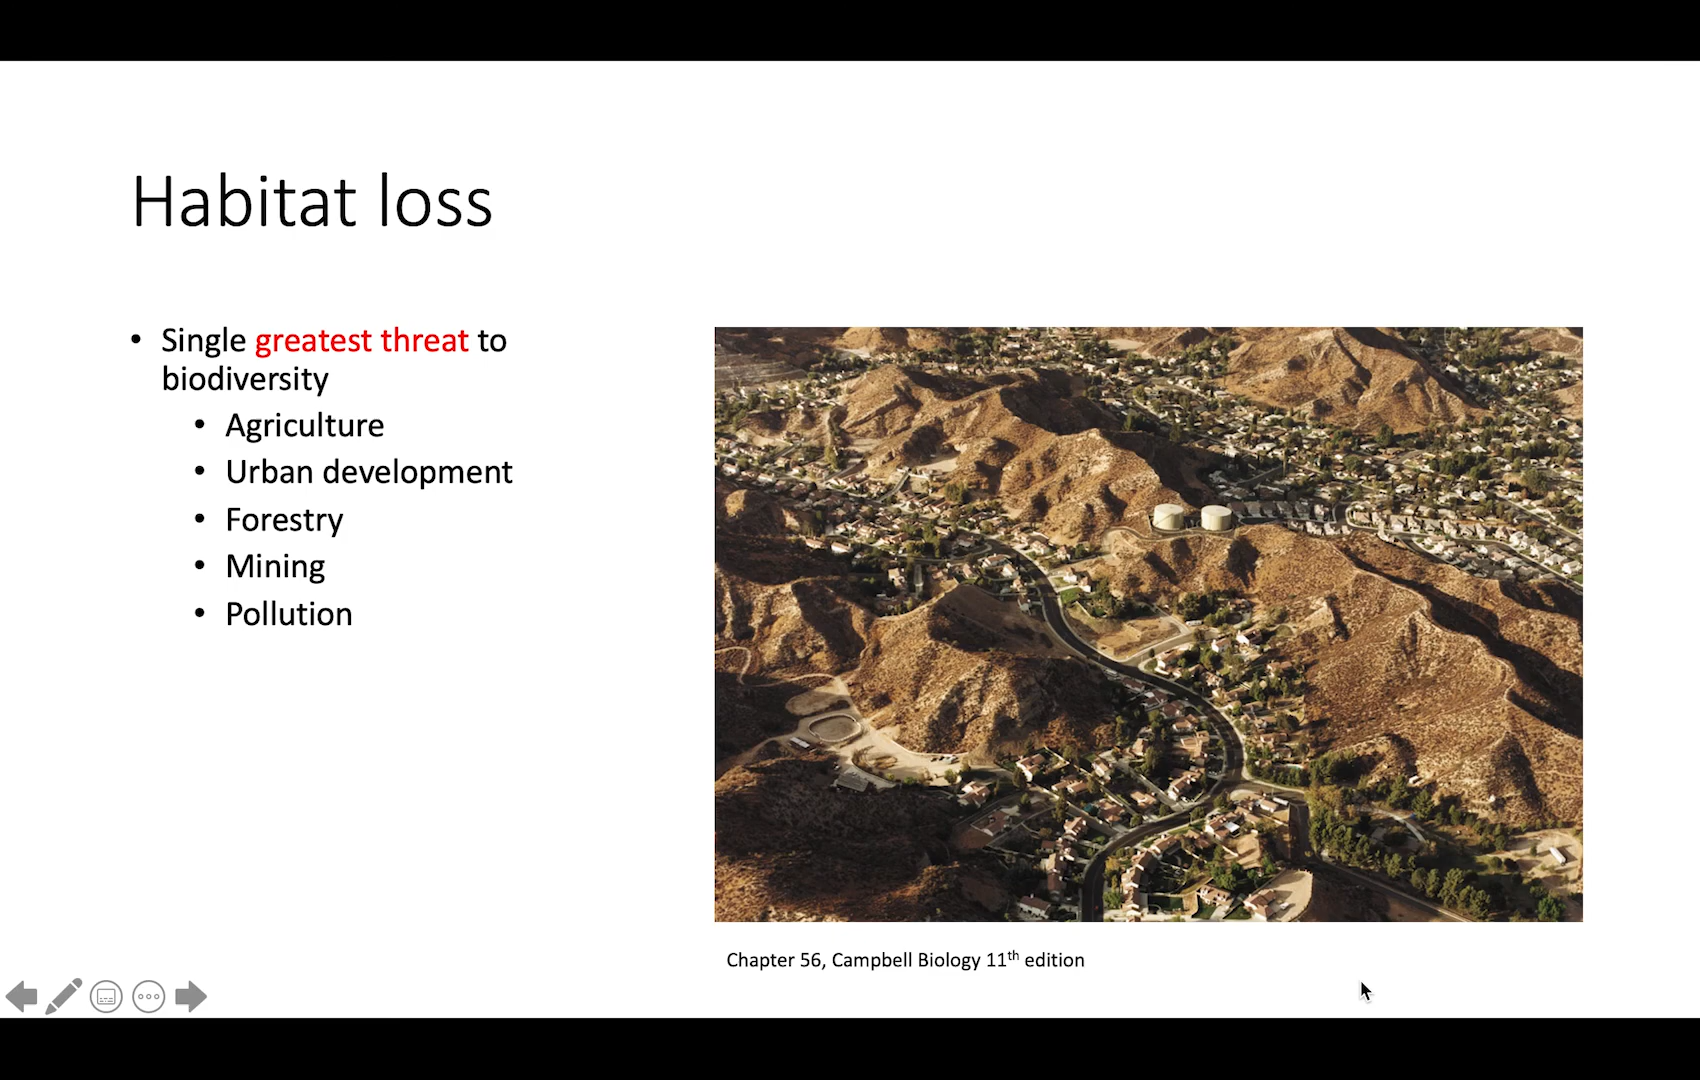 Habitat loss
• Single greatest threat to
biodiversity
• Agriculture
• Urban development
• Forestry
• Mining
• Pollution
Chapter 56, Campbell Biology 11th edition